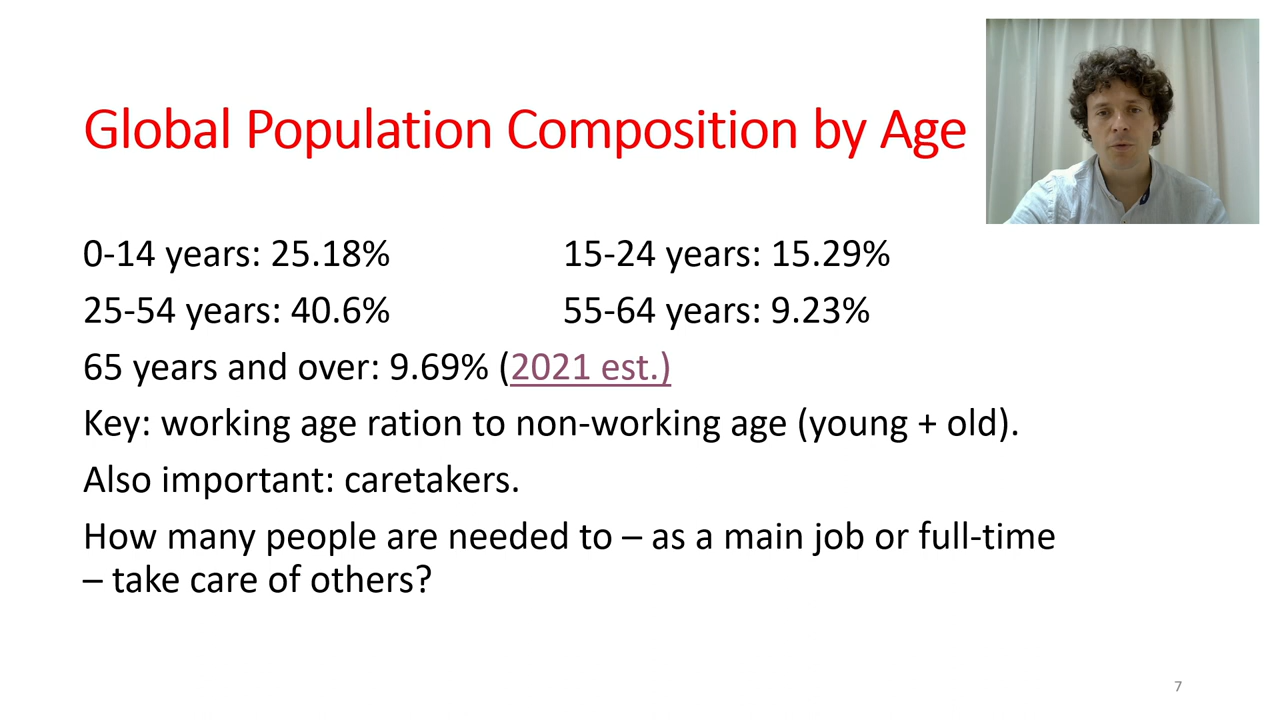 Global Population Composition by Age
0-14 years: 25.18% 15-24 years: 15.29%
25-54 years: 40.6% 55-64 years: 9.23%
65 years and over: 9.69% (2021 est.)
Key: working age ration to non-working age (young + old).
Also important: caretakers.
How many people are needed to – as a main job or full-time
– take care of others?
7